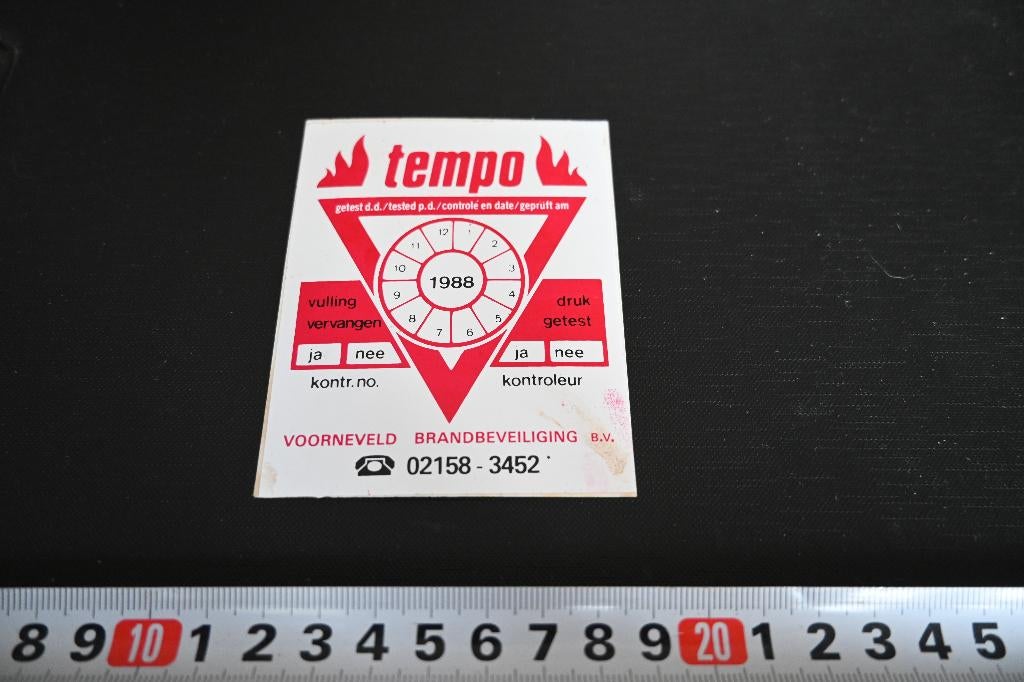 tempo
getest d.d./tested p.d./controlé en date/geprüft am
12 1 2 3 4 5 6 7 8 9 10 11
1988
vulling
vervangen
ja nee
kontr.no.
druk
getest
ja nee
kontroleur
VOORNEVELD BRANDBEVEILIGING B.V.
02158 - 3452
8 9 10 1 2 3 4 5 6 7 8 9 20 1 2 3 4 5